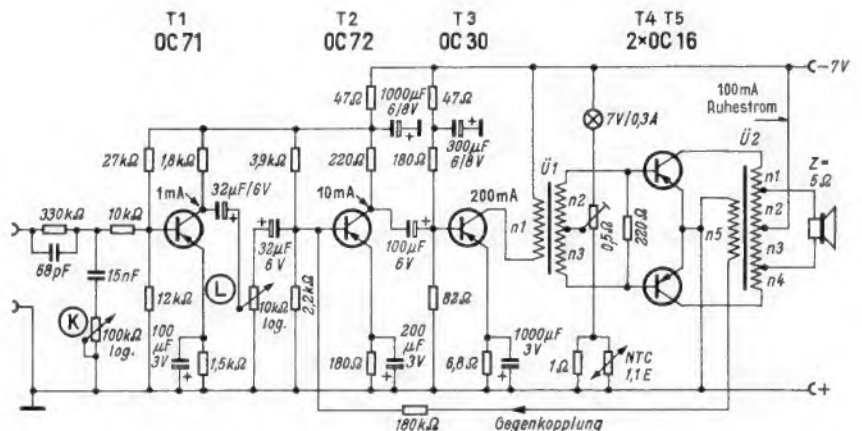 T1
OC71
T2
OC72
T3
OC30
T4 T5
2×OC16
−7V
47Ω
1000µF
6/8V
47Ω
300µF
6/8V
7V/0,3A
100mA
Ruhestrom
27kΩ
1,8kΩ
3,9kΩ
220Ω
180Ω
Ü1
Ü2
Z=
5Ω
1mA
32µF/6V
10mA
200mA
330kΩ
10kΩ
68pF
15nF
32µF
6V
100µF
6V
n1
n2
n3
0,5Ω
220Ω
n5
n1
n2
n3
n4
K
100kΩ
log.
12kΩ
L
10kΩ
log.
2,2kΩ
82Ω
100
µF
3V
1,5kΩ
180Ω
200
µF
3V
6,8Ω
1000µF
3V
1Ω
NTC
1,1E
+
180kΩ
Gegenkopplung